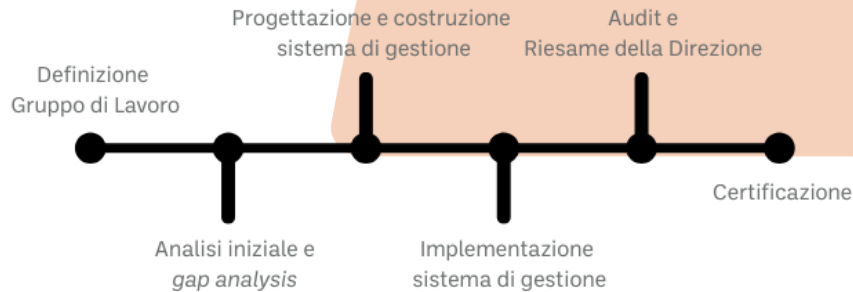 Definizione
Gruppo di Lavoro
Analisi iniziale e
gap analysis
Progettazione e costruzione
sistema di gestione
Implementazione
sistema di gestione
Audit e
Riesame della Direzione
Certificazione